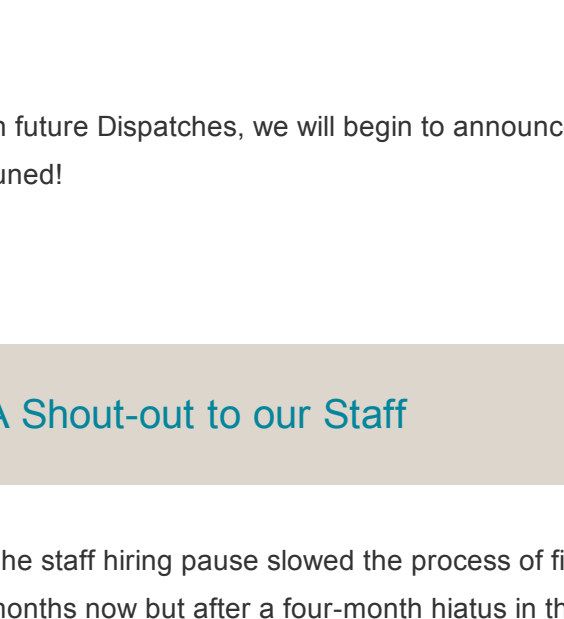 future Dispatches, we will begin to announc
uned!
A Shout-out to our Staff
he staff hiring pause slowed the process of fi
onths now but after a four-month hiatus in th